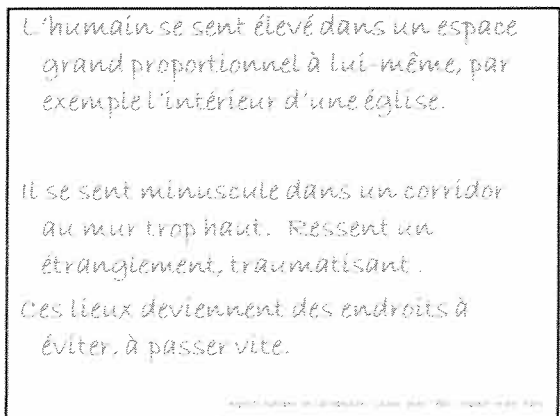 L'humain se sent élevé dans un espace
grand proportionnel à lui-même, par
exemple l'intérieur d'une église.
Il se sent minuscule dans un corridor
au mur trop haut. Ressent un
étranglement, traumatisant.
Ces lieux deviennent des endroits à
éviter, à passer vite.